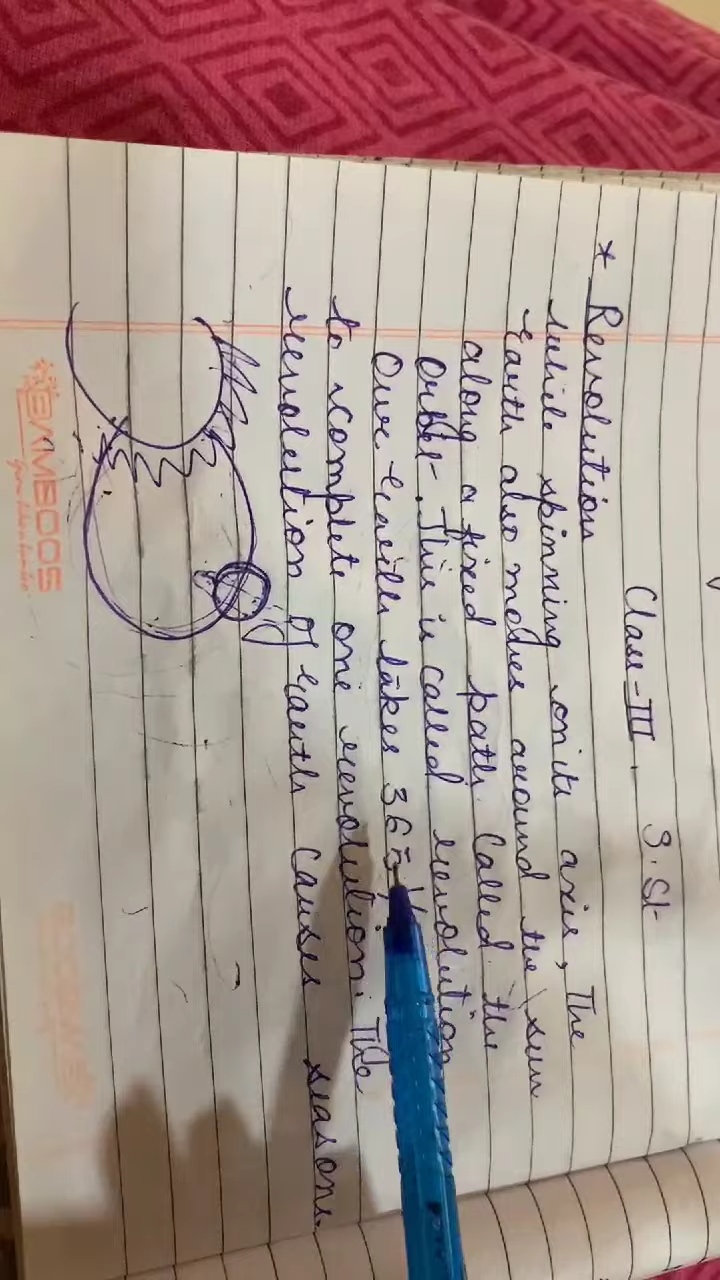 Class-III. S.St
* Revolution
while spinning on its axis, The
Earth also moves around the sun
along a fixed path called the
Orbit. This is called revolution
Our Earth takes 365
to complete one revolution. The
revolution of Earth causes seasons.